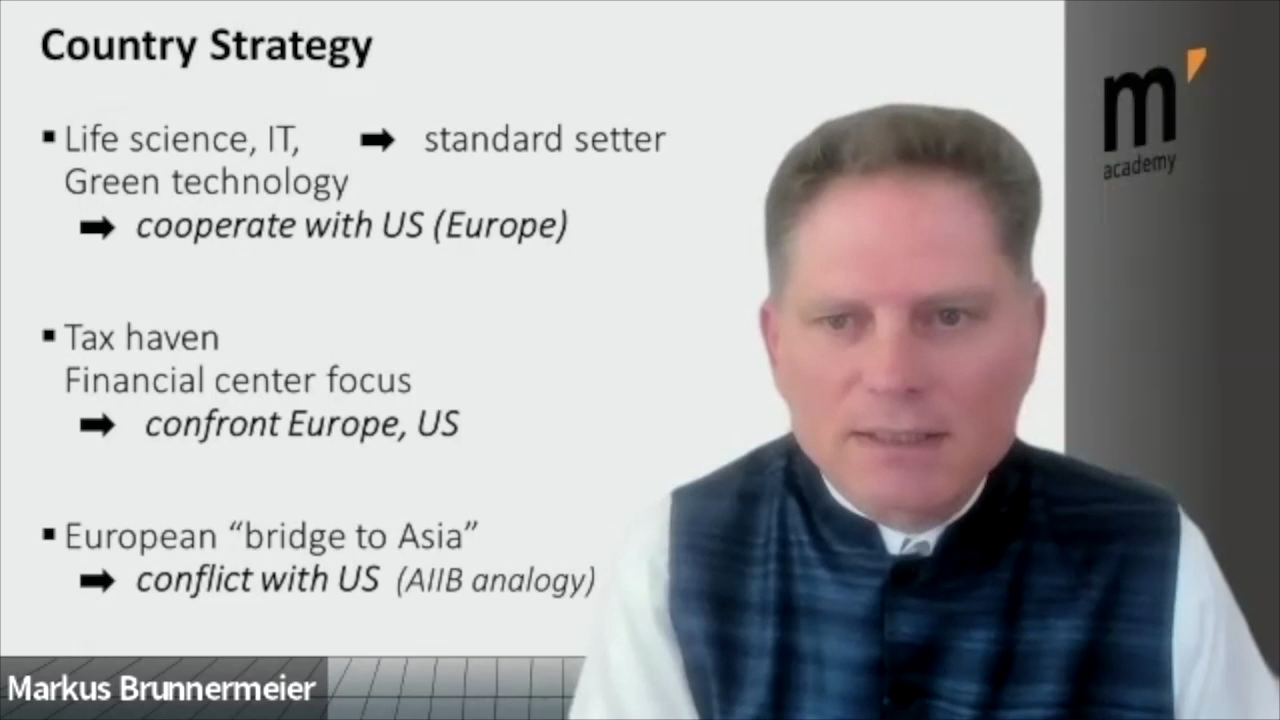 Country Strategy
▪ Life science, IT, ➡ standard setter
Green technology
➡ cooperate with US (Europe)
▪ Tax haven
Financial center focus
➡ confront Europe, US
▪ European “bridge to Asia”
➡ conflict with US (AIIB analogy)
m'
academy
Markus Brunnermeier